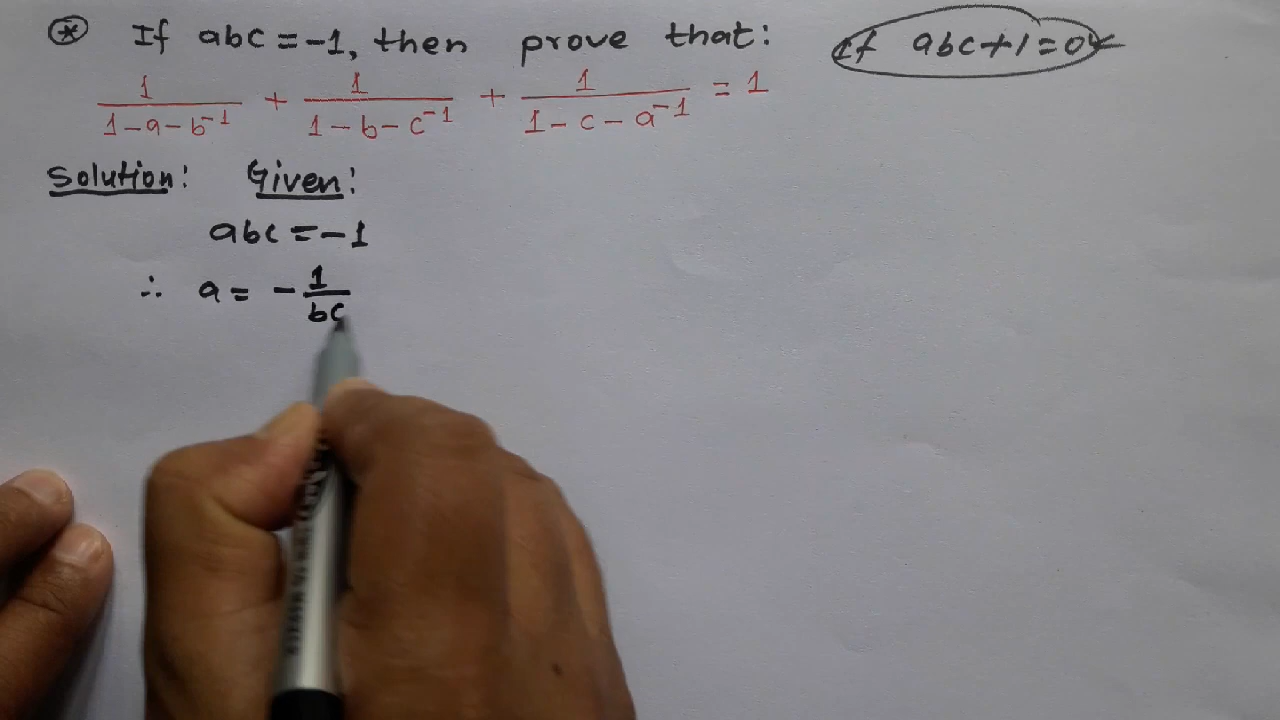 ⊛ If abc = -1, then prove that: If abc+1=0
1/(1-a-b⁻¹) + 1/(1-b-c⁻¹) + 1/(1-c-a⁻¹) = 1
Solution: Given:
abc = -1
∴ a = -1/bc